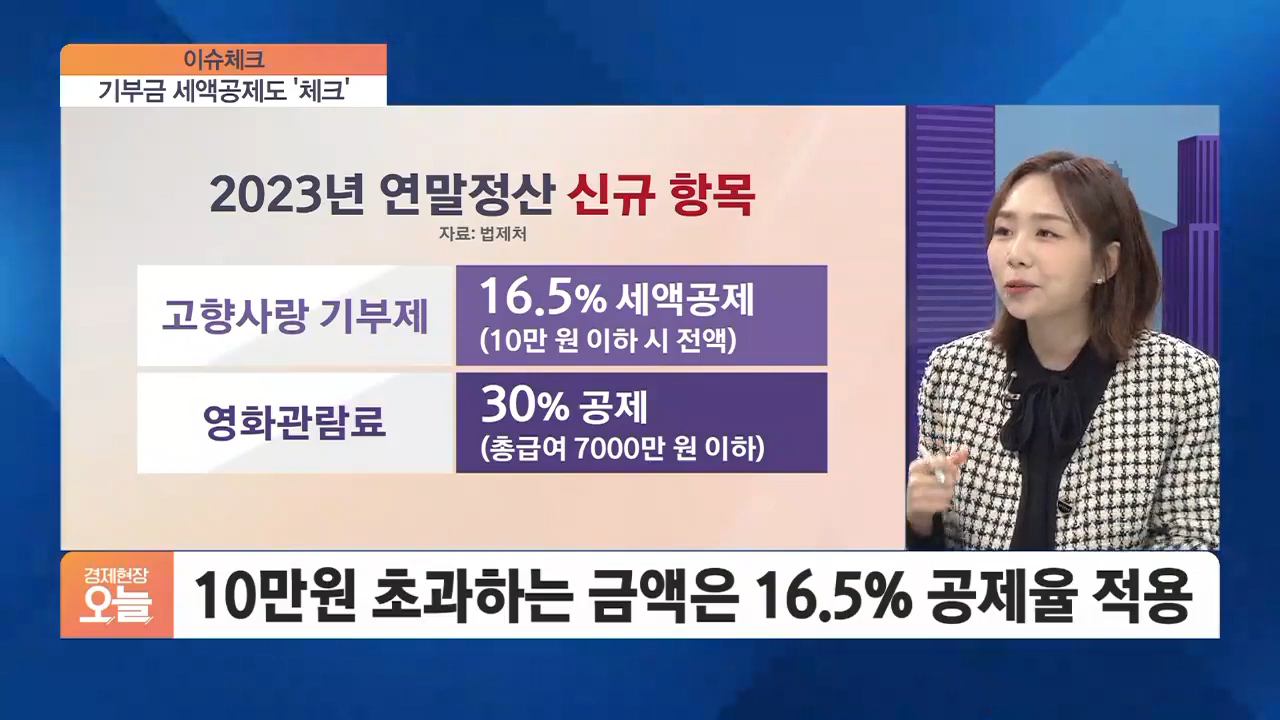 이슈체크
기부금 세액공제도 '체크'
2023년 연말정산 신규 항목
자료: 법제처
고향사랑 기부제
16.5% 세액공제
(10만 원 이하 시 전액)
영화관람료
30% 공제
(총급여 7000만 원 이하)
경제현장
오늘
10만원 초과하는 금액은 16.5% 공제율 적용